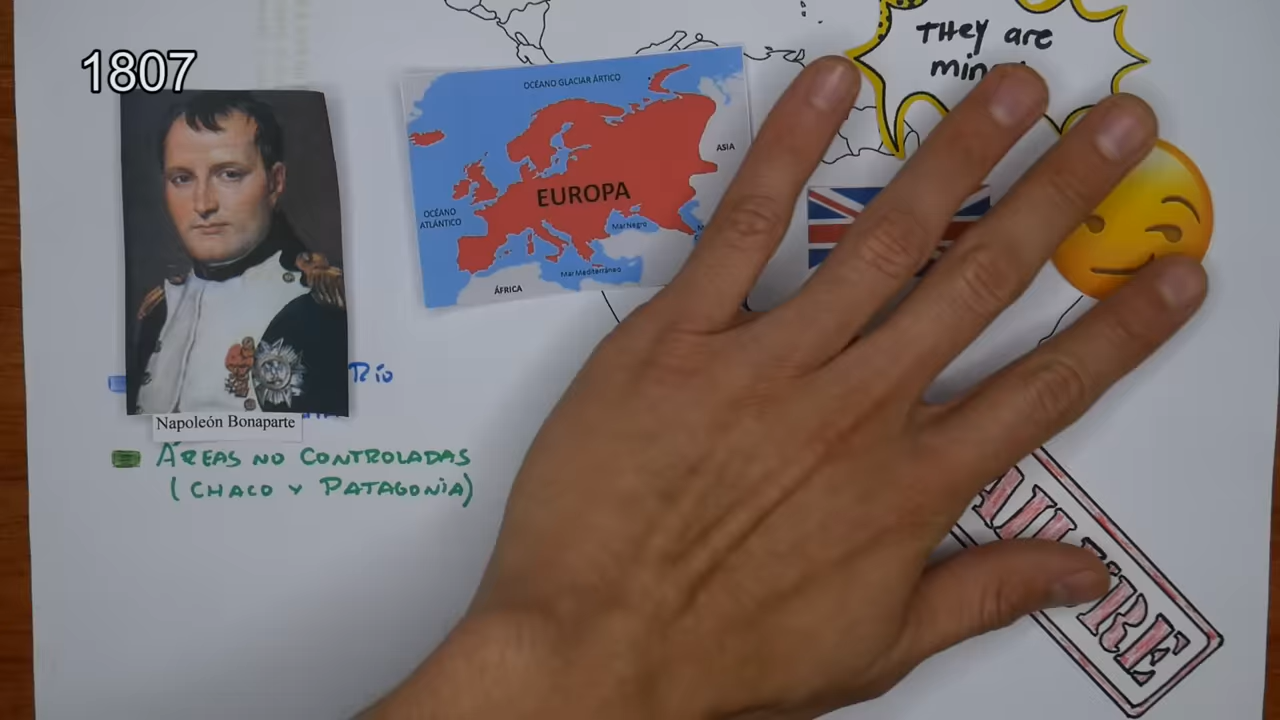 1807
THey are
OCÉANO GLACIAR ÁRTICO
ASIA
EUROPA
OCÉANO
ATLÁNTICO
Mar Negro
Mar Mediterráneo
ÁFRICA
Río
Napoleón Bonaparte
ÁREAS NO CONTROLADAS
(CHACO Y PATAGONIA)